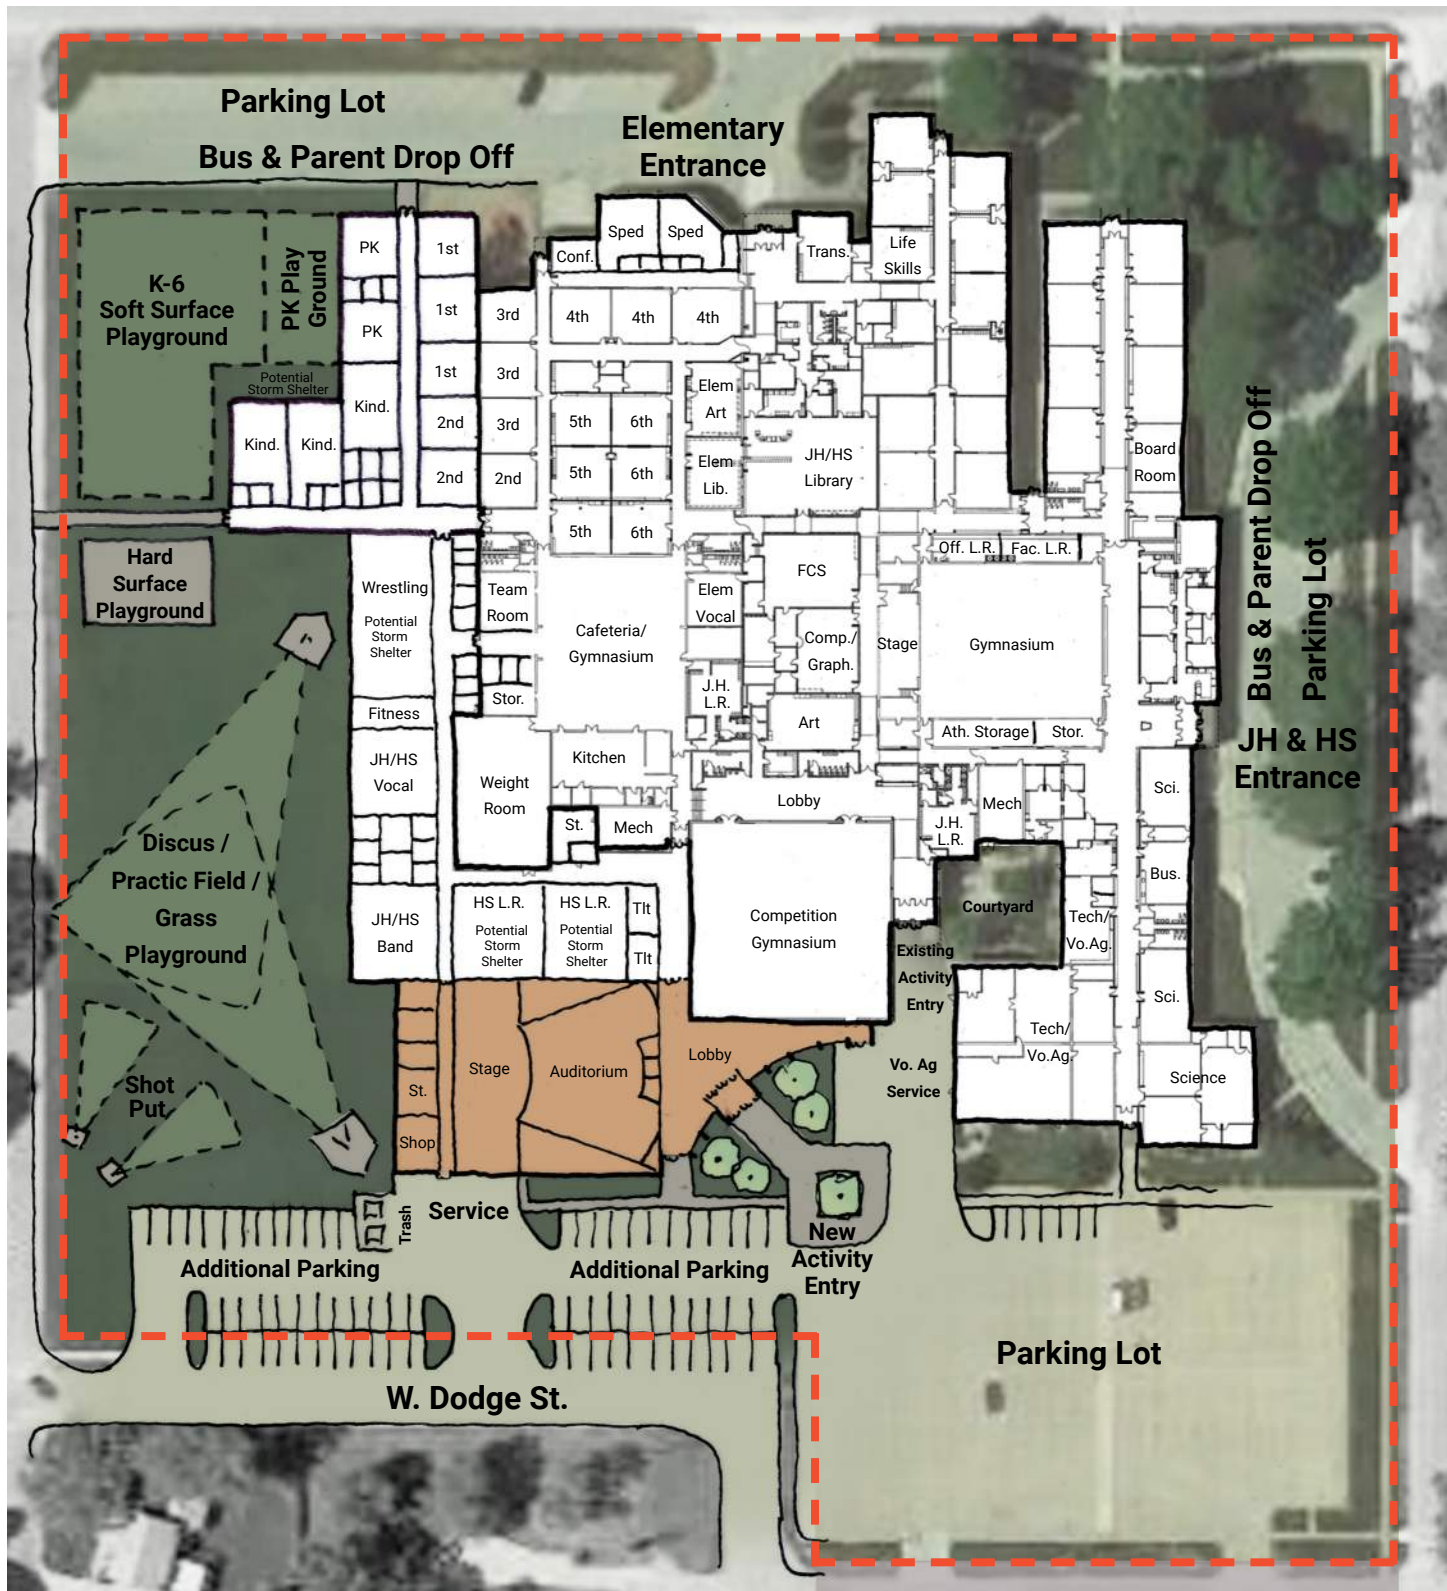 Parking Lot
Bus & Parent Drop Off
Elementary
Entrance
K-6
Soft Surface
Playground
PK Play
Ground
PK
1st
Conf.
Sped
Sped
Trans.
Life
Skills
PK
1st
3rd
4th
4th
4th
Potential
Storm Shelter
Kind.
1st
3rd
Elem
Art
Kind.
Kind.
2nd
3rd
5th
6th
JH/HS
Library
Board
Room
2nd
2nd
5th
6th
Elem
Lib.
5th
6th
Bus & Parent Drop Off
Parking Lot
Hard
Surface
Playground
Wrestling
Potential
Storm
Shelter
Team
Room
Cafeteria/
Gymnasium
Elem
Vocal
FCS
Off. L.R.
Fac. L.R.
Comp./
Graph.
Stage
Gymnasium
Stor.
J.H.
L.R.
Fitness
Art
Ath. Storage
Stor.
JH & HS
Entrance
JH/HS
Vocal
Weight
Room
Kitchen
Lobby
Mech
Sci.
St.
Mech
J.H.
L.R.
Discus /
Practic Field /
Grass
Playground
JH/HS
Band
HS L.R.
Potential
Storm
Shelter
HS L.R.
Potential
Storm
Shelter
Tlt
Tlt
Competition
Gymnasium
Courtyard
Bus.
Tech/
Vo.Ag.
Existing
Activity
Entry
Sci.
Tech/
Vo.Ag.
Shot
Put
St.
Shop
Stage
Auditorium
Lobby
Vo. Ag
Service
Science
Trash
Service
New
Activity
Entry
Additional Parking
Additional Parking
Parking Lot
W. Dodge St.